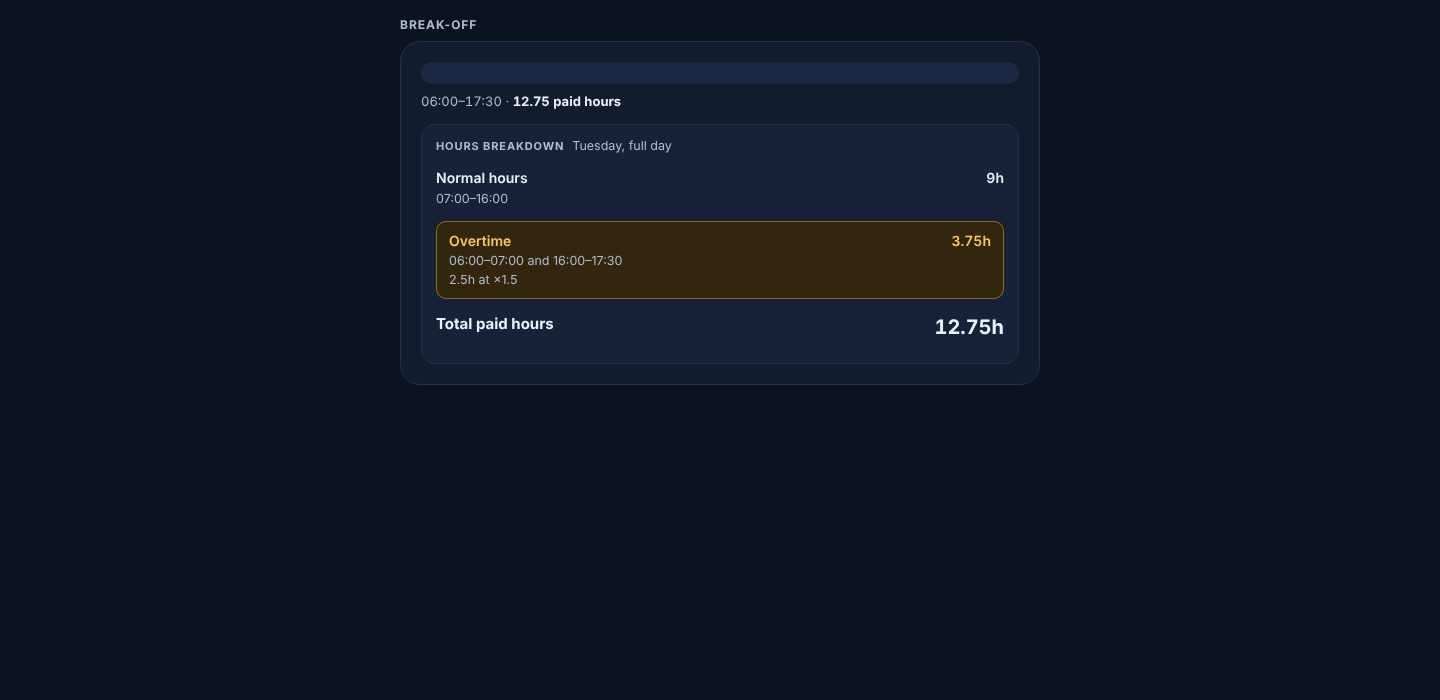 BREAK-OFF
06:00–17:30 · 12.75 paid hours
HOURS BREAKDOWN Tuesday, full day
Normal hours 9h
07:00–16:00
Overtime 3.75h
06:00–07:00 and 16:00–17:30
2.5h at ×1.5
Total paid hours 12.75h